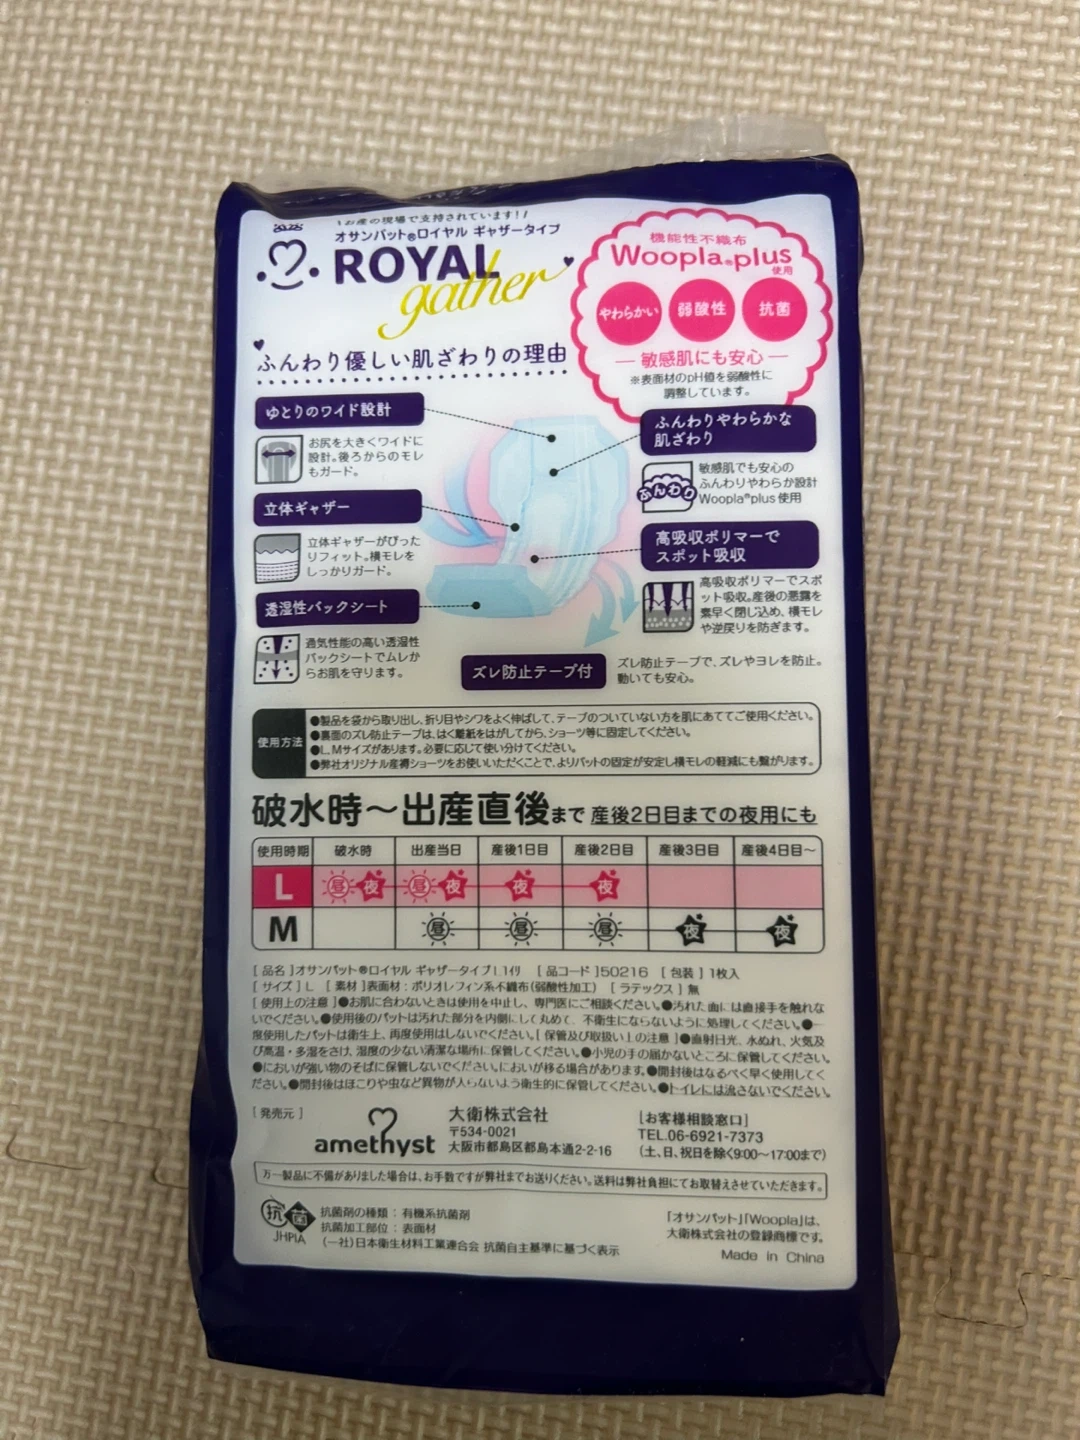 \お産の現場で支持されています!/
オサンパット®ロイヤル ギャザータイプ
ROYAL
gather
機能性不織布
Woopla®plus
使用
やわらかい
弱酸性
抗菌
― 敏感肌にも安心 ―
※表面材のpH値を弱酸性に
調整しています。
ふんわり優しい肌ざわりの理由
ゆとりのワイド設計
お尻を大きくワイドに
設計。後ろからのモレ
もガード。
立体ギャザー
立体ギャザーがぴった
りフィット。横モレを
しっかりガード。
透湿性バックシート
通気性能の高い透湿性
バックシートでムレか
らお肌を守ります。
ふんわりやわらかな
肌ざわり
ふんわり
敏感肌でも安心の
ふんわりやわらか設計
Woopla®plus 使用
高吸収ポリマーで
スポット吸収
高吸収ポリマーでスポ
ット吸収。産後の悪露を
素早く閉じ込め、横モレ
や逆戻りを防ぎます。
ズレ防止テープ付
ズレ防止テープで、ズレやヨレを防止。
動いても安心。
使用方法
●製品を袋から取り出し、折り目やシワをよく伸ばして、テープのついていない方を肌にあててご使用ください。
●裏面のズレ防止テープは、はく離紙をはがしてから、ショーツ等に固定してください。
●L、Mサイズがあります。必要に応じて使い分けてください。
●弊社オリジナル産褥ショーツをお使いいただくことで、よりパットの固定が安定し横モレの軽減にも繋がります。
破水時～出産直後まで 産後2日目までの夜用にも
使用時期 破水時 出産当日 産後1日目 産後2日目 産後3日目 産後4日目～
L 昼 夜 昼 夜 夜 夜
M 昼 昼 昼 夜 夜
[ 品名 ]オサンパット®ロイヤル ギャザータイプL1イリ [ 品コード ]50216 [ 包装 ] 1枚入
[ サイズ ] L [ 素材 ]表面材：ポリオレフィン系不織布(弱酸性加工) [ ラテックス ] 無
[ 使用上の注意 ]●お肌に合わないときは使用を中止し、専門医にご相談ください。●汚れた面には直接手を触れな
いでください。●使用後のパットは汚れた部分を内側にして丸めて、不衛生にならないように処理してください。●一
度使用したパットは衛生上、再度使用はしないでください。[ 保管及び取扱い上の注意 ]●直射日光、水ぬれ、火気及
び高温・多湿をさけ、湿度の少ない清潔な場所に保管してください。●小児の手の届かないところに保管してください。
●においが強い物のそばに保管しないでください。においが移る場合があります。●開封後はなるべく早く使用してく
ださい。●開封後はほこりや虫など異物が入らないよう衛生的に保管してください。●トイレには流さないでください。
[ 発売元 ]
amethyst
大衛株式会社
〒534-0021
大阪市都島区都島本通2-2-16
[お客様相談窓口]
TEL.06-6921-7373
(土、日、祝日を除く9:00～17:00まで)
万一製品に不備がありました場合は、お手数ですが弊社までお送りください。送料は弊社負担にてお取替えさせていただきます。
抗菌
JHPIA
抗菌剤の種類：有機系抗菌剤
抗菌加工部位：表面材
(一社)日本衛生材料工業連合会 抗菌自主基準に基づく表示
「オサンパット」「Woopla」は、
大衛株式会社の登録商標です。
Made in China